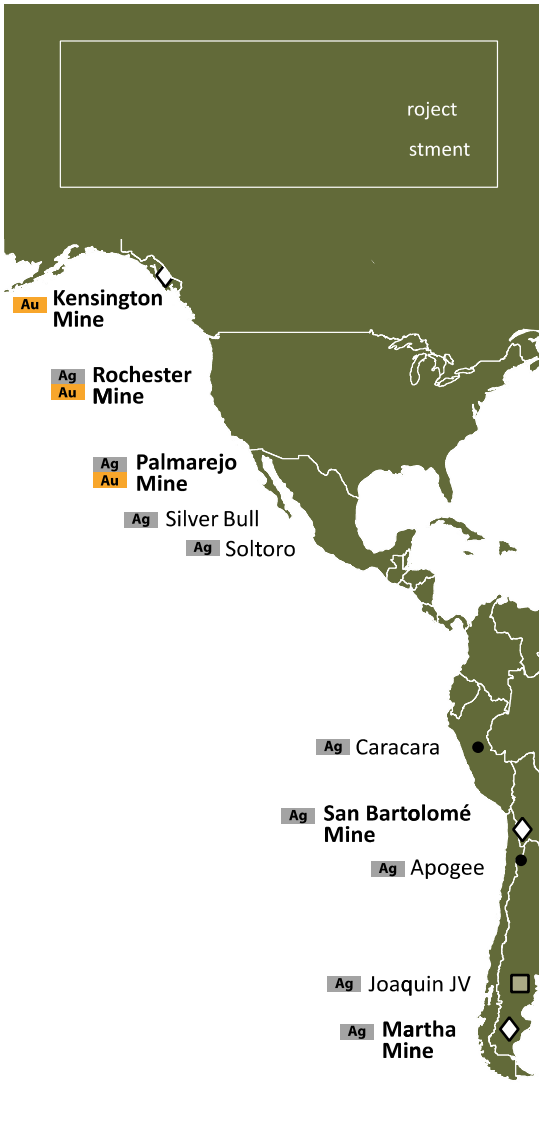 roject
stment
Au Kensington
Mine
Ag Rochester
Au Mine
Ag Palmarejo
Au Mine
Ag Silver Bull
Ag Soltoro
Ag Caracara
Ag San Bartolomé
Mine
Ag Apogee
Ag Joaquin JV
Ag Martha
Mine